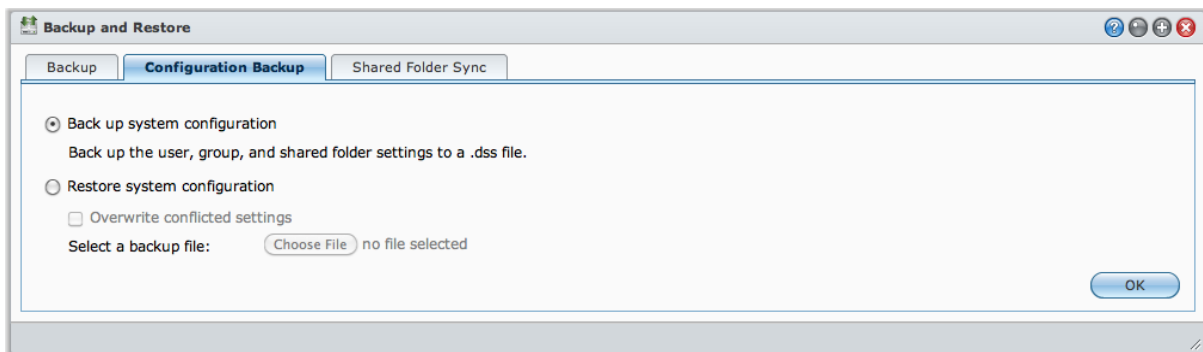 Backup and Restore
Backup Configuration Backup Shared Folder Sync
Back up system configuration
Back up the user, group, and shared folder settings to a .dss file.
Restore system configuration
Overwrite conflicted settings
Select a backup file: Choose File no file selected
OK